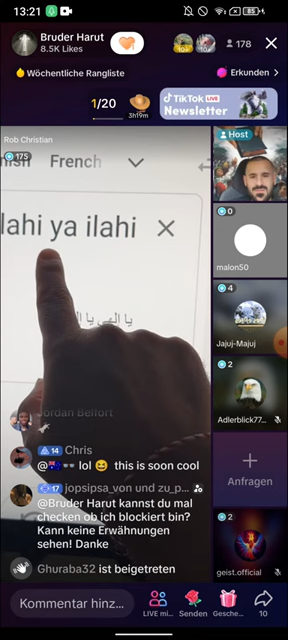 13:21
85
Bruder Harut
8.5K Likes
178
Wöchentliche Rangliste
Erkunden >
1/20
3h19m
TikTok LIVE
Newsletter
Rob Christian
175
nish French
Host
lahi ya ilahi
0
malon50
يا الهي يا ال
4
Jajuj-Majuj
2
Adlerblick77...
Jordan Belfort
14 Chris
@🇦🇺🕶 lol 😆 this is soon cool
17 jopsipsa_von und zu_p...
@Bruder Harut kannst du mal
checken ob ich blockiert bin?
Kann keine Erwähnungen
sehen! Danke
Anfragen
2
geist.official
Ghuraba32 ist beigetreten
Kommentar hinz...
LIVE mi...
Senden
Gesche...
10